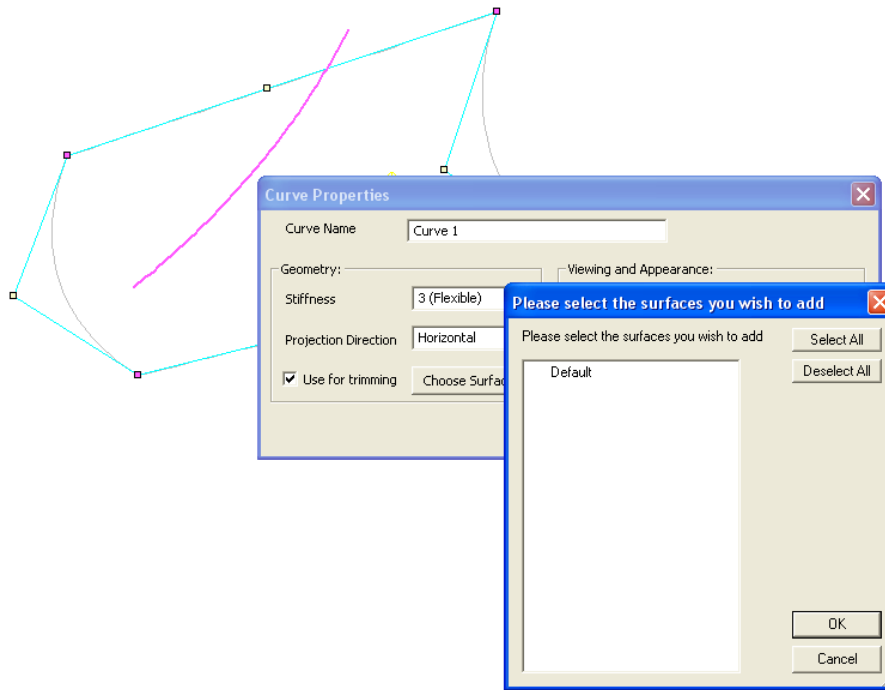 Curve Properties
Curve Name
Curve 1
Geometry:
Viewing and Appearance:
Stiffness
3 (Flexible)
Projection Direction
Horizontal
Use for trimming
Choose Surfac
Please select the surfaces you wish to add
Please select the surfaces you wish to add
Select All
Deselect All
Default
OK
Cancel